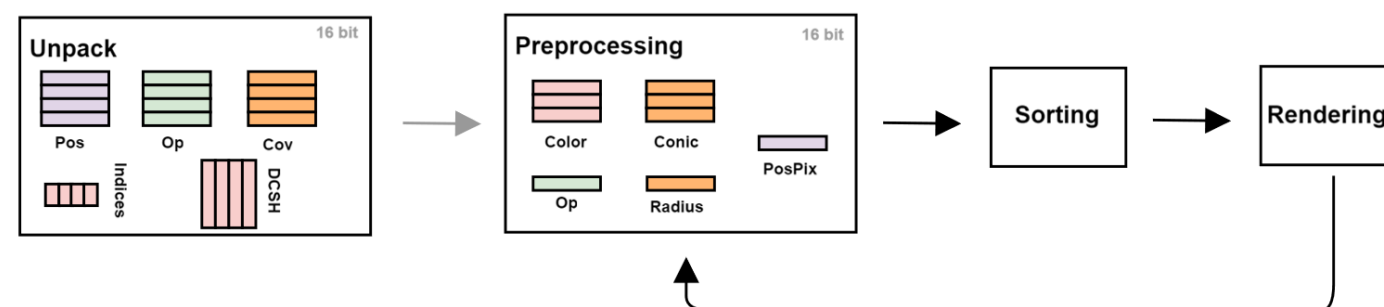 16 bit
Unpack
Pos
Op
Cov
Indices
DCSH
16 bit
Preprocessing
Color
Conic
PosPix
Op
Radius
Sorting
Rendering